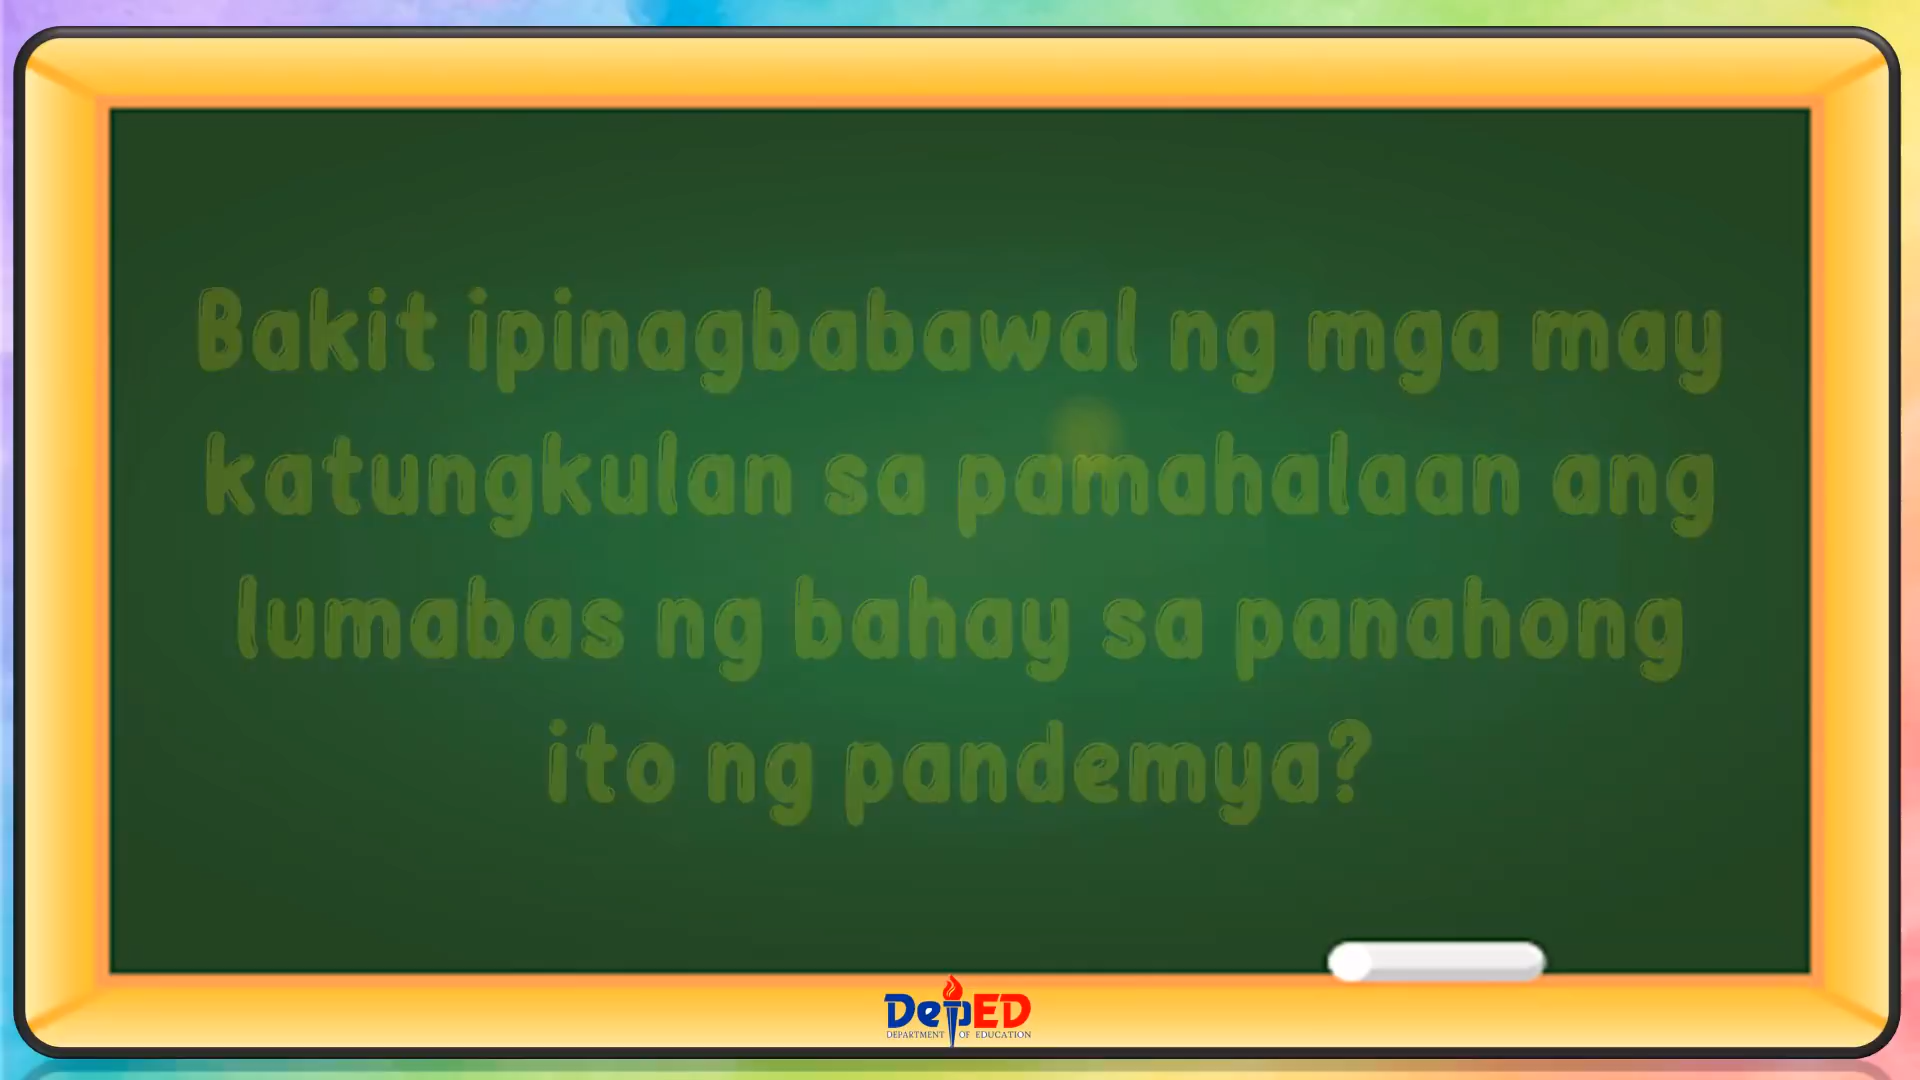 Bakit ipinagbabawal ng mga may
katungkulan sa pamahalaan ang
lumabas ng bahay sa panahong
ito ng pandemya?
DepED
DEPARTMENT OF EDUCATION